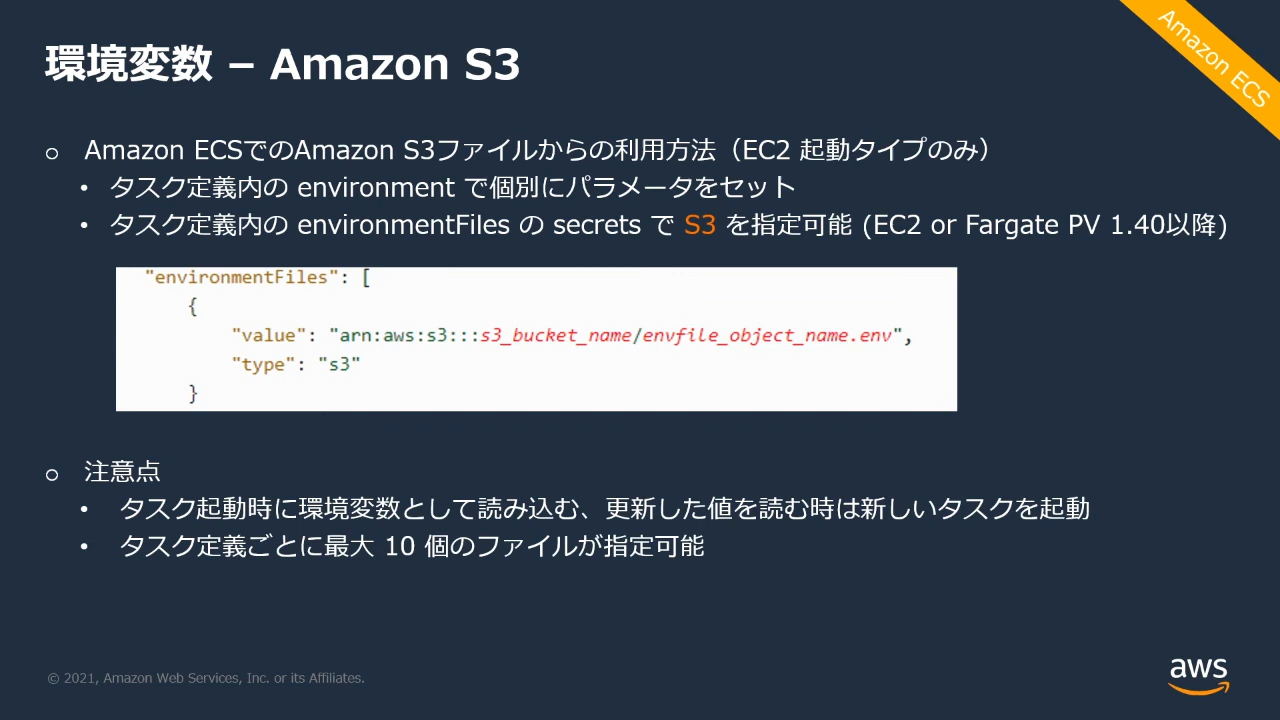 環境変数 – Amazon S3
Amazon ECS
○ Amazon ECSでのAmazon S3ファイルからの利用方法（EC2 起動タイプのみ）
• タスク定義内の environment で個別にパラメータをセット
• タスク定義内の environmentFiles の secrets で S3 を指定可能 (EC2 or Fargate PV 1.40以降)
"environmentFiles": [
{
"value": "arn:aws:s3:::s3_bucket_name/envfile_object_name.env",
"type": "s3"
}
○ 注意点
• タスク起動時に環境変数として読み込む、更新した値を読む時は新しいタスクを起動
• タスク定義ごとに最大 10 個のファイルが指定可能
© 2021, Amazon Web Services, Inc. or its Affiliates.
aws